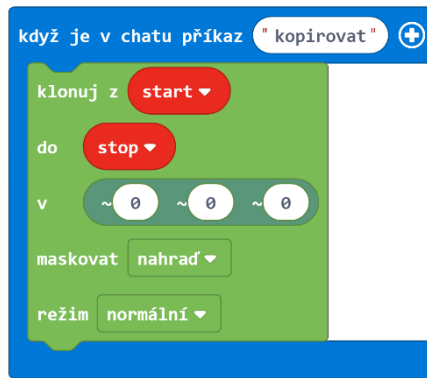 když je v chatu příkaz "kopirovat"
klonuj z start
do stop
v ~0 ~0 ~0
maskovat nahraď
režim normální